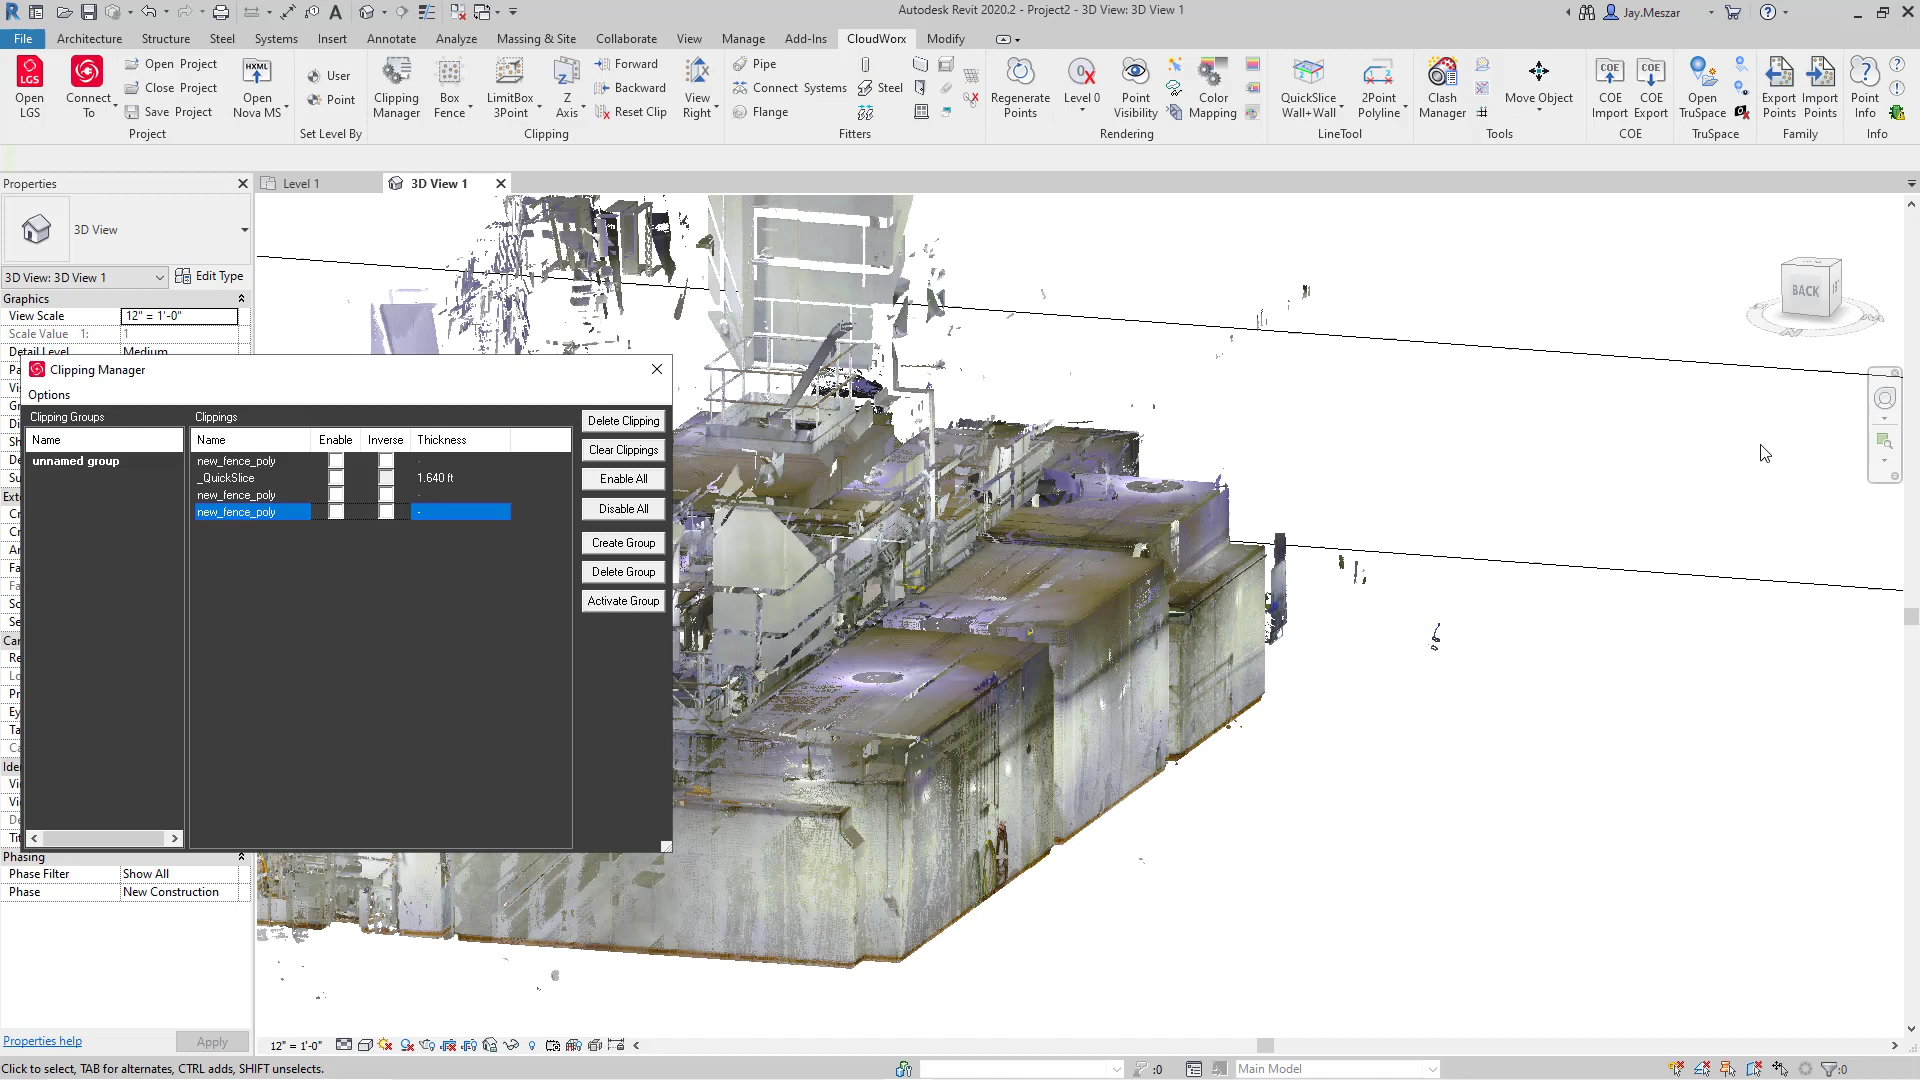 Autodesk Revit 2020.2 - Project2 - 3D View: 3D View 1
Jay.Meszar
File Architecture Structure Steel Systems Insert Annotate Analyze Massing & Site Collaborate View Manage Add-Ins CloudWorx Modify
LGS
Open LGS
Connect To
Open Project
Close Project
Save Project
HXML
Open Nova MS
Project
User
Point
Set Level By
Clipping Manager
Box Fence
LimitBox 3Point
Z Axis
Forward
Backward
Reset Clip
View Right
Clipping
Pipe
Connect Systems
Flange
Steel
Fitters
Regenerate Points
Level 0
Point Visibility
Color Mapping
Rendering
QuickSlice Wall+Wall
2Point Polyline
LineTool
Clash Manager
Move Object
Tools
COE
COE Import
COE
COE Export
COE
Open TruSpace
TruSpace
Export Points
Import Points
Family
Point Info
Info
Properties
Level 1
3D View 1
3D View
3D View: 3D View 1
Edit Type
Graphics
View Scale 12" = 1'-0"
Scale Value 1: 1
Detail Level Medium
BACK
Clipping Manager
Options
Clipping Groups
Clippings
Name
unnamed group
Name Enable Inverse Thickness
new_fence_poly -
_QuickSlice 1.640 ft
new_fence_poly -
new_fence_poly -
Delete Clipping
Clear Clippings
Enable All
Disable All
Create Group
Delete Group
Activate Group
Phasing
Phase Filter Show All
Phase New Construction
Properties help
Apply
12" = 1'-0"
Click to select, TAB for alternates, CTRL adds, SHIFT unselects.
:0
Main Model
:0